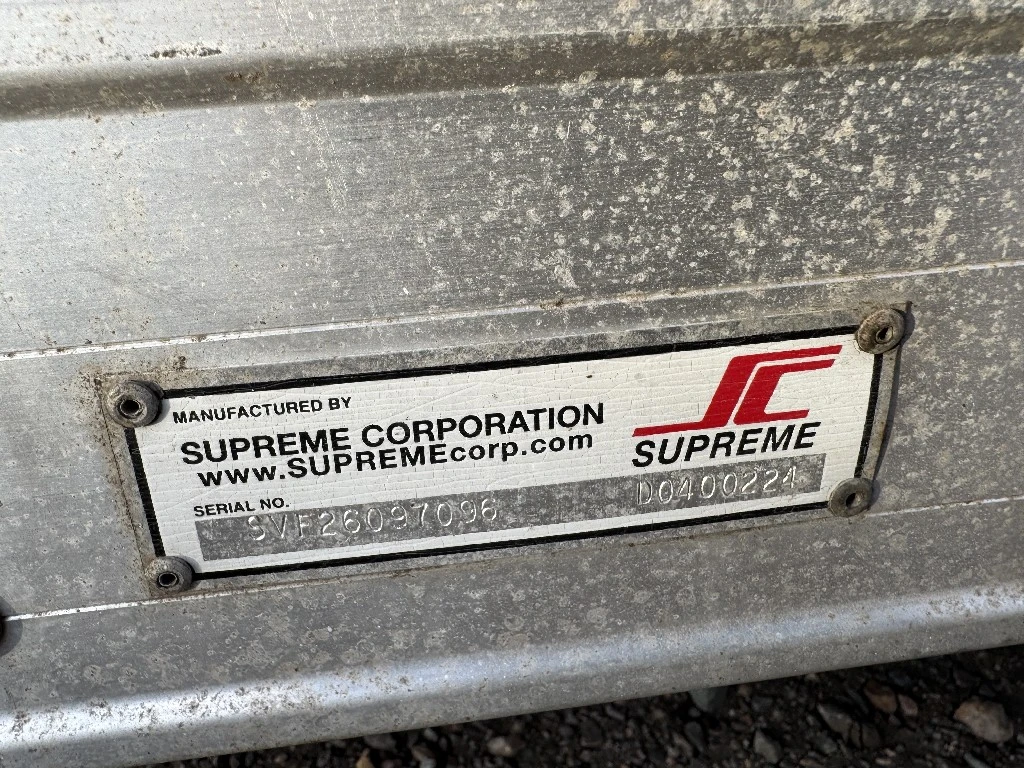 MANUFACTURED BY
SUPREME CORPORATION
www.SUPREMEcorp.com
SC
SUPREME
SERIAL NO.
SVF26097096 D0400224